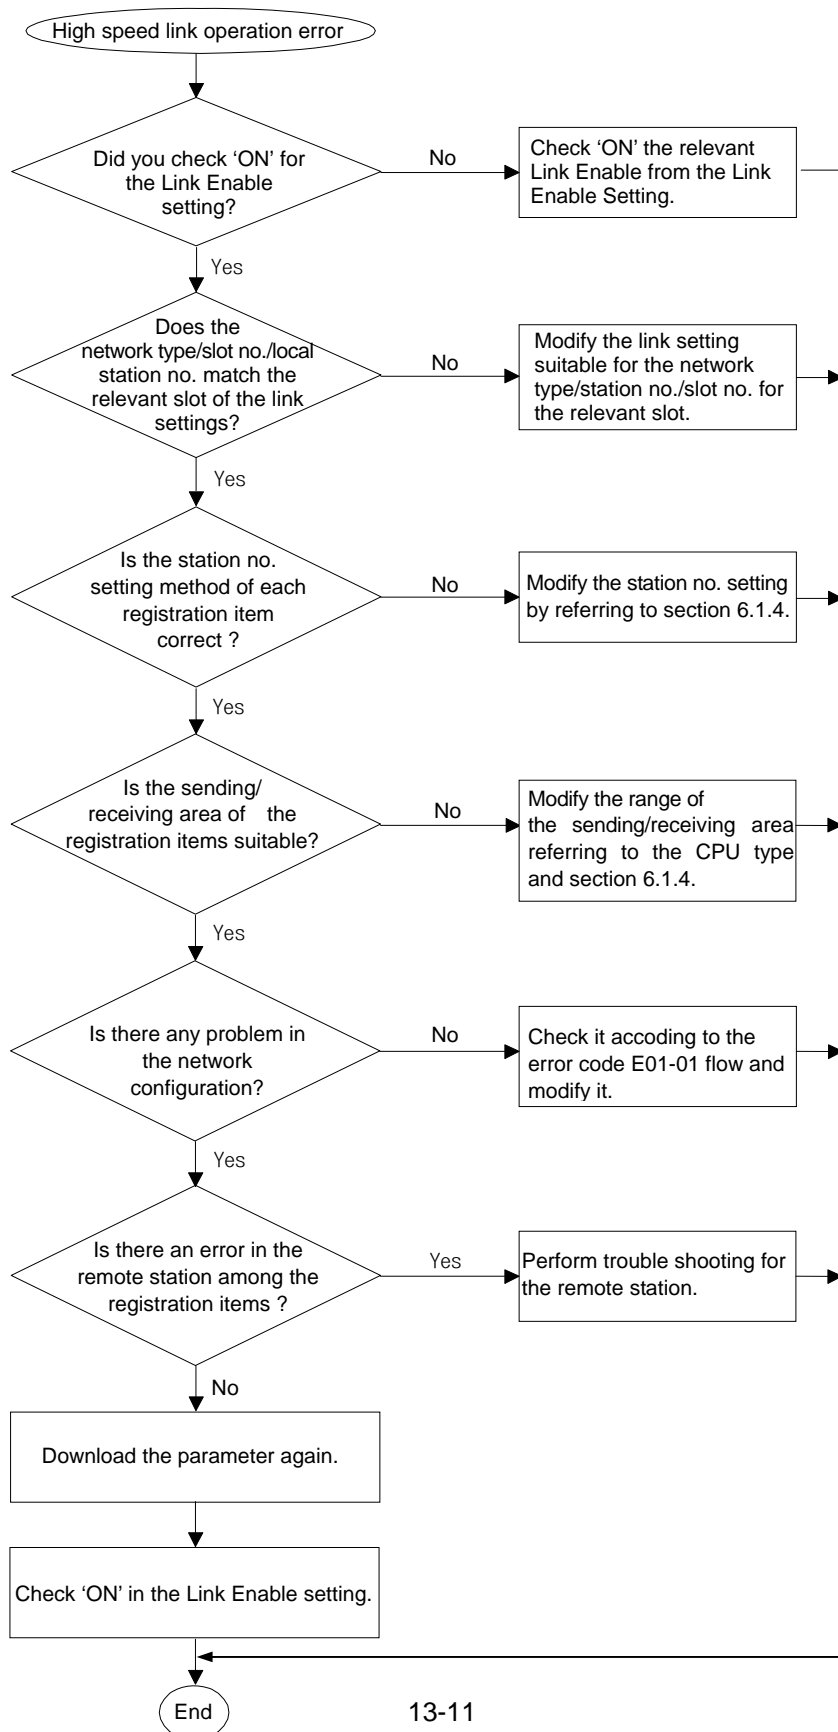 High speed link operation error
Did you check ‘ON’ for
the Link Enable
setting?
No
Check ‘ON’ the relevant
Link Enable from the Link
Enable Setting.
Yes
Does the
network type/slot no./local
station no. match the
relevant slot of the link
settings?
No
Modify the link setting
suitable for the network
type/station no./slot no. for
the relevant slot.
Yes
Is the station no.
setting method of each
registration item
correct ?
No
Modify the station no. setting
by referring to section 6.1.4.
Yes
Is the sending/
receiving area of the
registration items suitable?
No
Modify the range of
the sending/receiving area
referring to the CPU type
and section 6.1.4.
Yes
Is there any problem in
the network
configuration?
No
Check it accoding to the
error code E01-01 flow and
modify it.
Yes
Is there an error in the
remote station among the
registration items ?
Yes
Perform trouble shooting for
the remote station.
No
Download the parameter again.
Check ‘ON’ in the Link Enable setting.
End
13-11